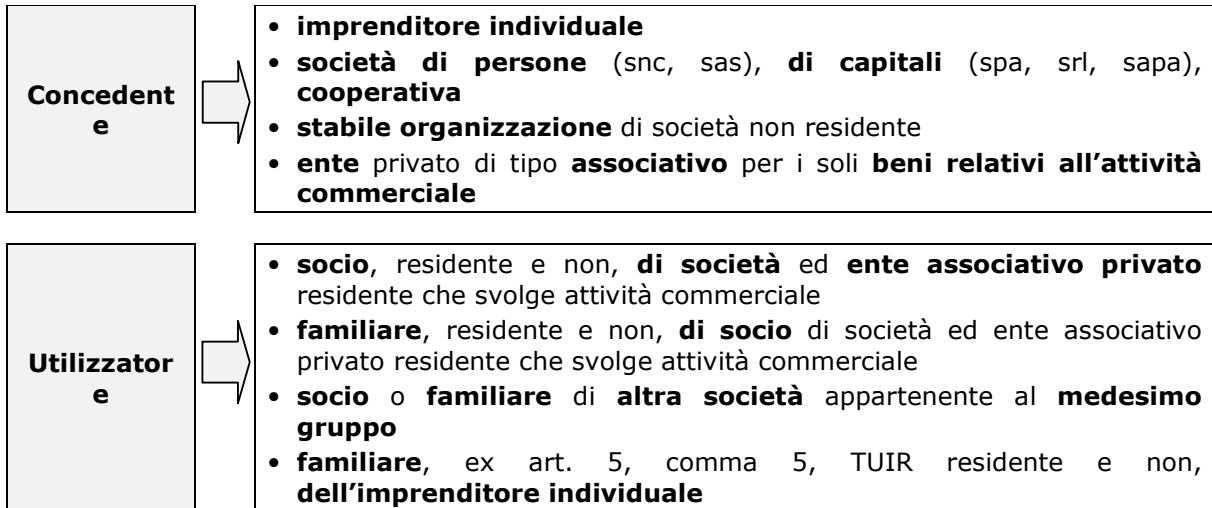 Concedent
e
• imprenditore individuale
• società di persone (snc, sas), di capitali (spa, srl, sapa),
cooperativa
• stabile organizzazione di società non residente
• ente privato di tipo associativo per i soli beni relativi all’attività
commerciale
Utilizzator
e
• socio, residente e non, di società ed ente associativo privato
residente che svolge attività commerciale
• familiare, residente e non, di socio di società ed ente associativo
privato residente che svolge attività commerciale
• socio o familiare di altra società appartenente al medesimo
gruppo
• familiare, ex art. 5, comma 5, TUIR residente e non,
dell’imprenditore individuale